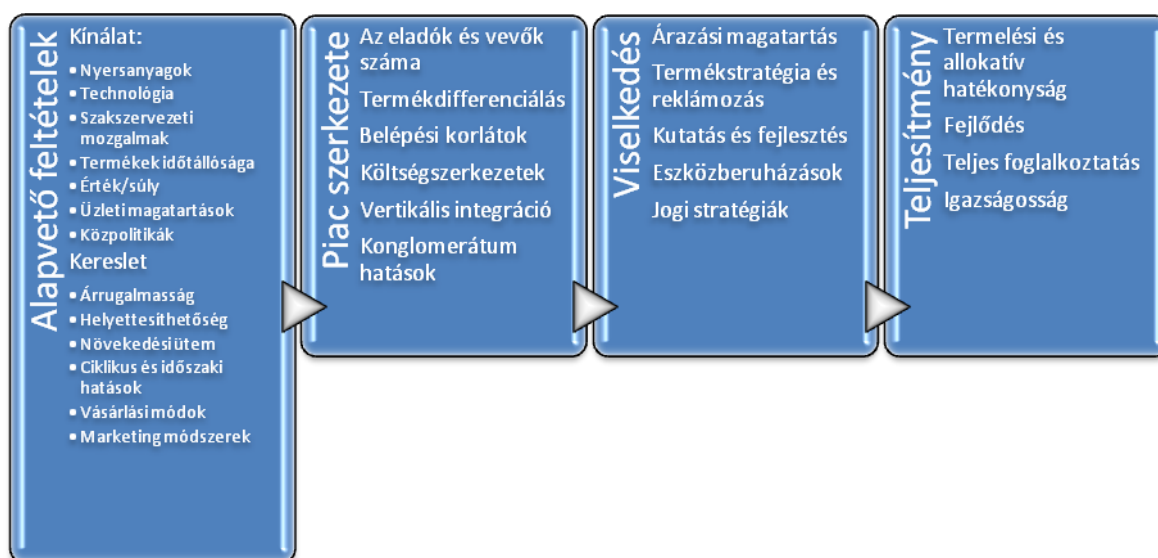 Alapvető feltételek
Kínálat:
• Nyersanyagok
• Technológia
• Szakszervezeti
mozgalmak
• Termékek időtállósága
• Érték/súly
• Üzleti magatartások
• Közpolitikák
Kereslet
• Árrugalmasság
• Helyettesíthetőség
• Növekedési ütem
• Ciklikus és időszaki
hatások
• Vásárlási módok
• Marketing módszerek
Piac szerkezete
Az eladók és vevők
száma
Termékdifferenciálás
Belépési korlátok
Költségszerkezetek
Vertikális integráció
Konglomerátum
hatások
Viselkedés
Árazási magatartás
Termékstratégia és
reklámozás
Kutatás és fejlesztés
Eszközberuházások
Jogi stratégiák
Teljesítmény
Termelési és
allokatív
hatékonyság
Fejlődés
Teljes foglalkoztatás
Igazságosság